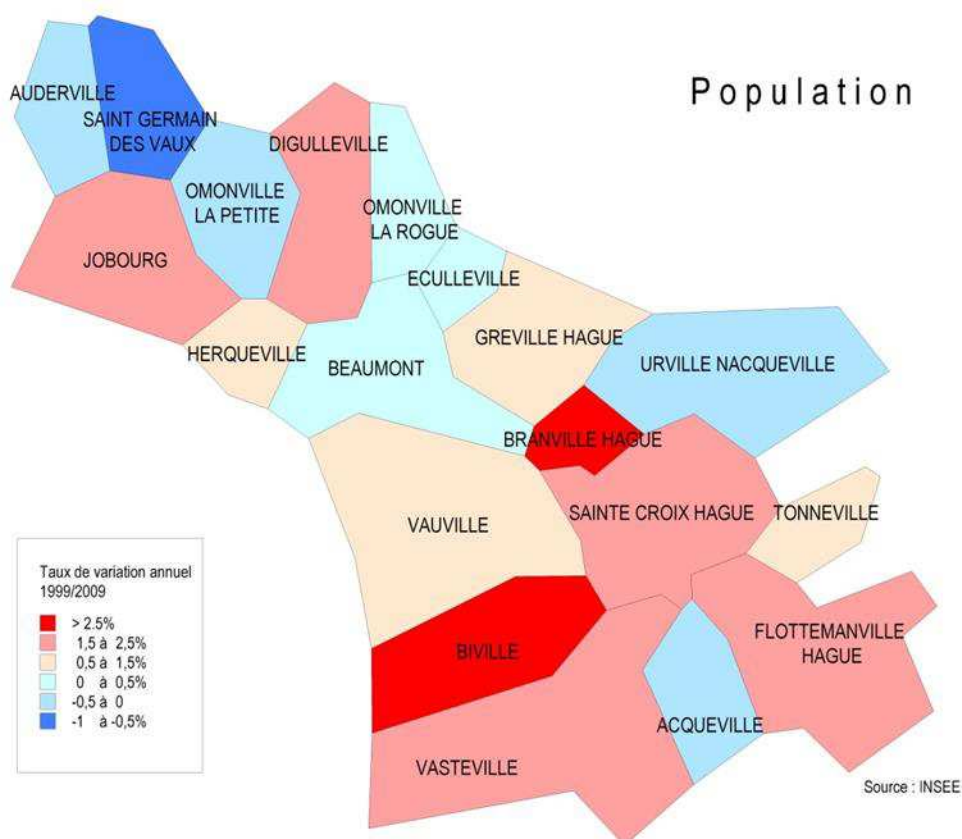 Population
AUDERVILLE
SAINT GERMAIN
DES VAUX
DIGULLEVILLE
OMONVILLE
LA PETITE
OMONVILLE
LA ROGUE
JOBOURG
ECULLEVILLE
GREVILLE HAGUE
HERQUEVILLE
BEAUMONT
URVILLE NACQUEVILLE
BRANVILLE HAGUE
VAUVILLE
SAINTE CROIX HAGUE
TONNEVILLE
BIVILLE
FLOTTEMANVILLE
HAGUE
ACQUEVILLE
VASTEVILLE
Taux de variation annuel
1999/2009
> 2.5%
1,5 à 2,5%
0,5 à 1,5%
0 à 0,5%
-0,5 à 0
-1 à -0,5%
Source : INSEE